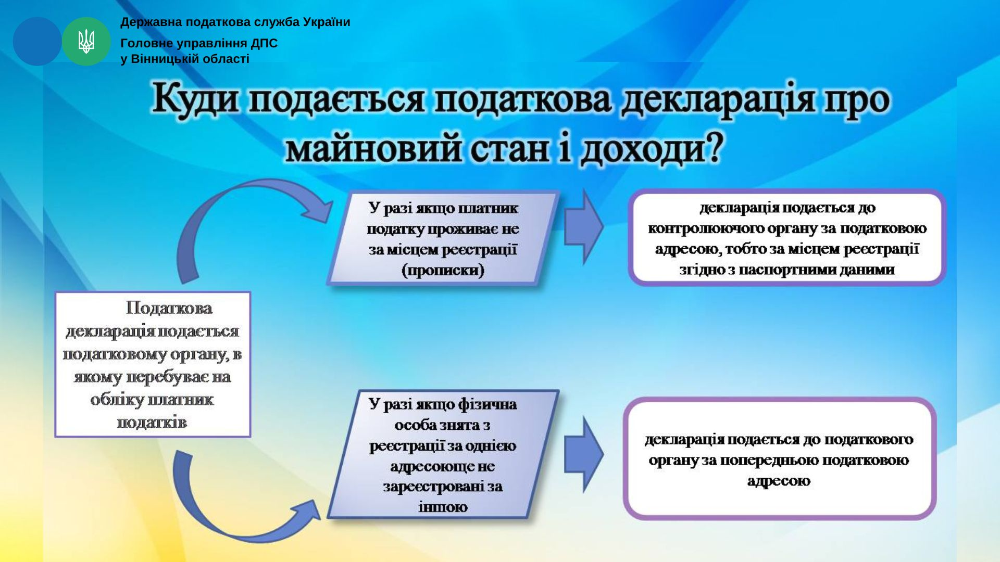 Державна податкова служба України
Головне управління ДПС
у Вінницькій області
Куди подається податкова декларація про
майновий стан і доходи?
У разі якщо платник
податку проживає не
за місцем реєстрації
(прописки)
декларація подається до
контролюючого органу за податковою
адресою, тобто за місцем реєстрації
згідно з паспортними даними
Податкова
декларація подається
податковому органу, в
якому перебуває на
обліку платник
податків
У разі якщо фізична
особа знята з
реєстрації за однією
адресоюще не
зареєстровані за
іншою
декларація подається до податкового
органу за попередньою податковою
адресою